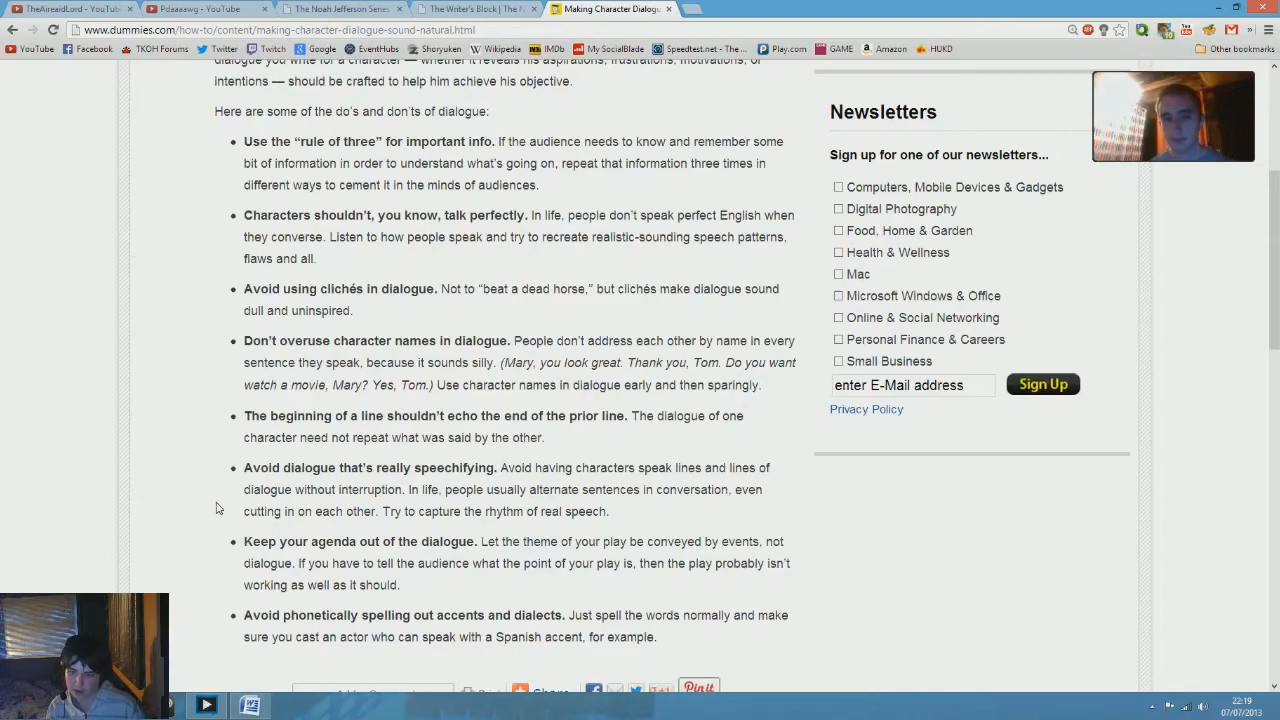 TheAireaidLord - YouTub
Pdaaaawg - YouTube
The Noah Jefferson Series
The Writer's Block | The N
Making Character Dialogu
www.dummies.com/how-to/content/making-character-dialogue-sound-natural.html
YouTube Facebook TKOH Forums Twitter Twitch Google EventHubs Shoryuken Wikipedia IMDb My SocialBlade Speedtest.net - The... Play.com GAME Amazon HUKD Other bookmarks
dialogue you write for a character — whether it reveals his aspirations, frustrations, motivations, or
intentions — should be crafted to help him achieve his objective.
Here are some of the do's and don'ts of dialogue:
• Use the “rule of three” for important info. If the audience needs to know and remember some
bit of information in order to understand what's going on, repeat that information three times in
different ways to cement it in the minds of audiences.
• Characters shouldn't, you know, talk perfectly. In life, people don't speak perfect English when
they converse. Listen to how people speak and try to recreate realistic-sounding speech patterns,
flaws and all.
• Avoid using clichés in dialogue. Not to “beat a dead horse,” but clichés make dialogue sound
dull and uninspired.
• Don't overuse character names in dialogue. People don't address each other by name in every
sentence they speak, because it sounds silly. (Mary, you look great. Thank you, Tom. Do you want
watch a movie, Mary? Yes, Tom.) Use character names in dialogue early and then sparingly.
• The beginning of a line shouldn't echo the end of the prior line. The dialogue of one
character need not repeat what was said by the other.
• Avoid dialogue that's really speechifying. Avoid having characters speak lines and lines of
dialogue without interruption. In life, people usually alternate sentences in conversation, even
cutting in on each other. Try to capture the rhythm of real speech.
• Keep your agenda out of the dialogue. Let the theme of your play be conveyed by events, not
dialogue. If you have to tell the audience what the point of your play is, then the play probably isn't
working as well as it should.
• Avoid phonetically spelling out accents and dialects. Just spell the words normally and make
sure you cast an actor who can speak with a Spanish accent, for example.
Share
Pin it
Newsletters
Sign up for one of our newsletters...
Computers, Mobile Devices & Gadgets
Digital Photography
Food, Home & Garden
Health & Wellness
Mac
Microsoft Windows & Office
Online & Social Networking
Personal Finance & Careers
Small Business
enter E-Mail address
Sign Up
Privacy Policy
22:19
07/07/2013